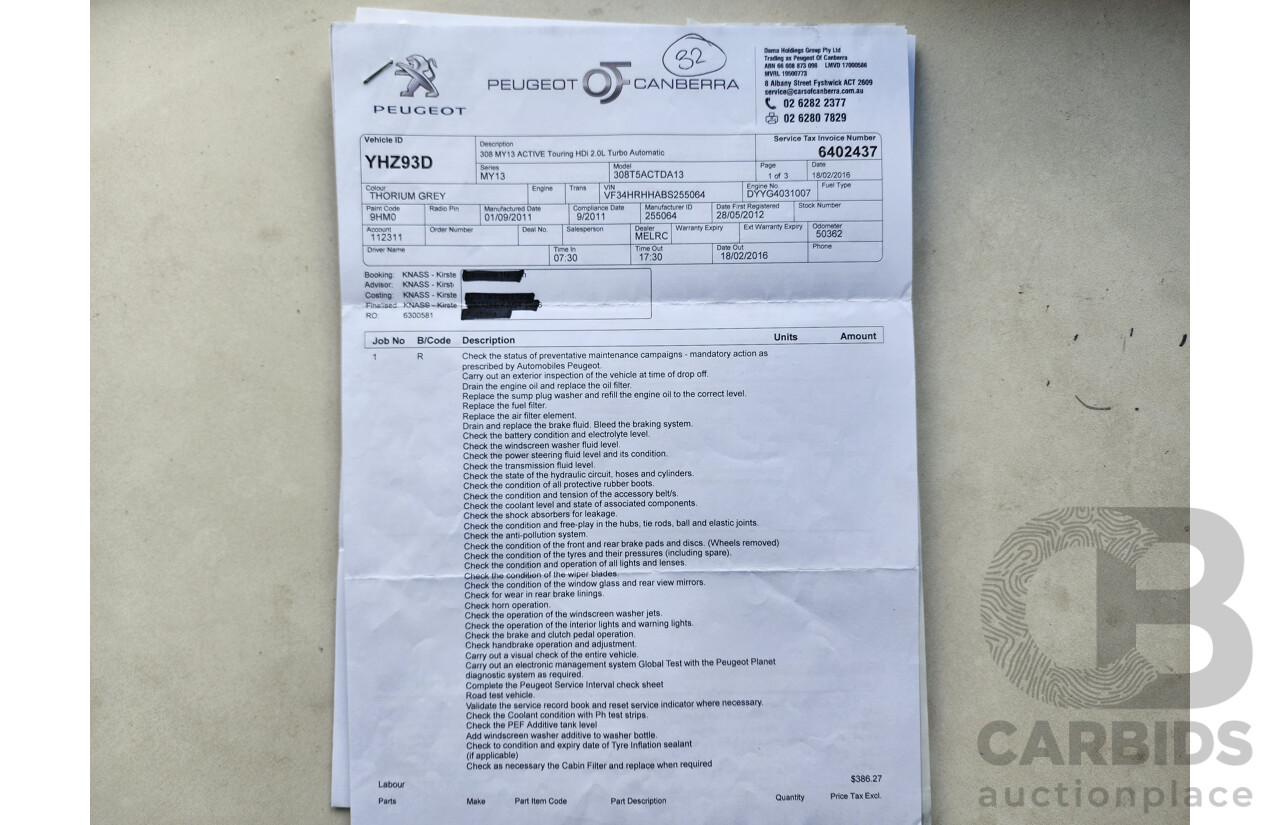 32
PEUGEOT
PEUGEOT CANBERRA
Dama Holdings Group Pty Ltd
Trading as Peugeot Of Canberra
ABN 66 608 873 098 LMVD 17000586
MVRL 19500773
8 Albany Street Fyshwick ACT 2609
service@carsofcanberra.com.au
02 6282 2377
02 6280 7829
Vehicle ID Description Service Tax Invoice Number
YHZ93D 308 MY13 ACTIVE Touring HDi 2.0L Turbo Automatic 6402437
Series Model Page Date
MY13 308T5ACTDA13 1 of 3 18/02/2016
Colour Engine Trans VIN Engine No. Fuel Type
THORIUM GREY VF34HRHHABS255064 DYYG4031007
Paint Code Radio Pin Manufactured Date Compliance Date Manufacturer ID Date First Registered Stock Number
9HM0 01/09/2011 9/2011 255064 28/05/2012
Account Order Number Deal No. Salesperson Dealer Warranty Expiry Ext Warranty Expiry Odometer
112311 MELRC 50362
Driver Name Time In Time Out Date Out Phone
07:30 17:30 18/02/2016
Booking: KNASS - Kirste
Advisor: KNASS - Kirst
Costing: KNASS - Kirste
Finalised: KNASS - Kirste
RO: 6300581
Job No B/Code Description Units Amount
1 R Check the status of preventative maintenance campaigns - mandatory action as
prescribed by Automobiles Peugeot.
Carry out an exterior inspection of the vehicle at time of drop off.
Drain the engine oil and replace the oil filter.
Replace the sump plug washer and refill the engine oil to the correct level.
Replace the fuel filter.
Replace the air filter element.
Drain and replace the brake fluid. Bleed the braking system.
Check the battery condition and electrolyte level.
Check the windscreen washer fluid level.
Check the power steering fluid level and its condition.
Check the transmission fluid level.
Check the state of the hydraulic circuit, hoses and cylinders.
Check the condition of all protective rubber boots.
Check the condition and tension of the accessory belt/s.
Check the coolant level and state of associated components.
Check the shock absorbers for leakage.
Check the condition and free-play in the hubs, tie rods, ball and elastic joints.
Check the anti-pollution system.
Check the condition of the front and rear brake pads and discs. (Wheels removed)
Check the condition of the tyres and their pressures (including spare).
Check the condition and operation of all lights and lenses.
Check the condition of the wiper blades.
Check the condition of the window glass and rear view mirrors.
Check for wear in rear brake linings.
Check horn operation.
Check the operation of the windscreen washer jets.
Check the operation of the interior lights and warning lights.
Check the brake and clutch pedal operation.
Check handbrake operation and adjustment.
Carry out a visual check of the entire vehicle.
Carry out an electronic management system Global Test with the Peugeot Planet
diagnostic system as required.
Complete the Peugeot Service Interval check sheet
Road test vehicle.
Validate the service record book and reset service indicator where necessary.
Check the Coolant condition with Ph test strips.
Check the PEF Additive tank level
Add windscreen washer additive to washer bottle.
Check to condition and expiry date of Tyre Inflation sealant
(if applicable)
Check as necessary the Cabin Filter and replace when required
Labour $386.27
Parts Make Part Item Code Part Description Quantity Price Tax Excl.
CARBIDS
auctionplace